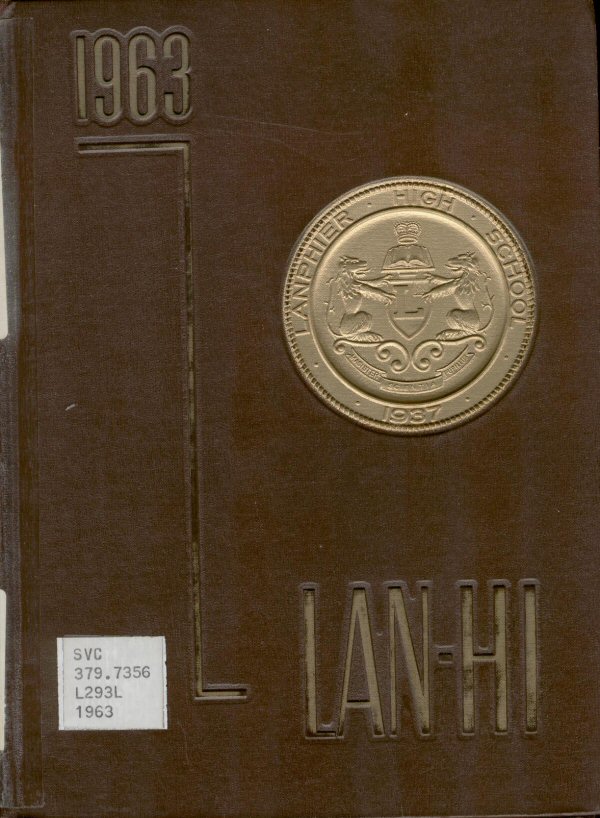 1963
LANPHIER · HIGH · SCHOOL
L
· 1937 ·
LAN-HI
SVC
379.7356
L293L
1963